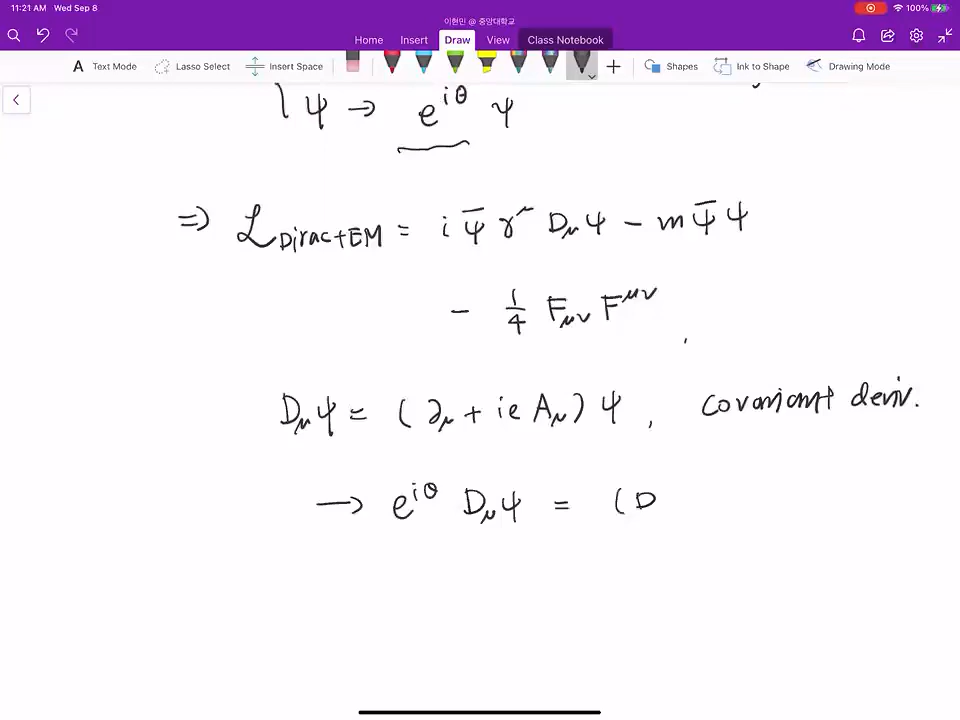 11:21 AM Wed Sep 8 100%
이현민 @ 중앙대학교
Home Insert Draw View Class Notebook
A Text Mode Lasso Select Insert Space Shapes Ink to Shape Drawing Mode
ψ → e^{iθ} ψ
⇒ ℒ_{Dirac+EM} = i ψ̄ γ^μ D_μ ψ − m ψ̄ ψ
− 1/4 F_{μν} F^{μν} ,
D_μ ψ = (∂_μ + ie A_μ) ψ , covariant deriv.
→ e^{iθ} D_μ ψ = (D